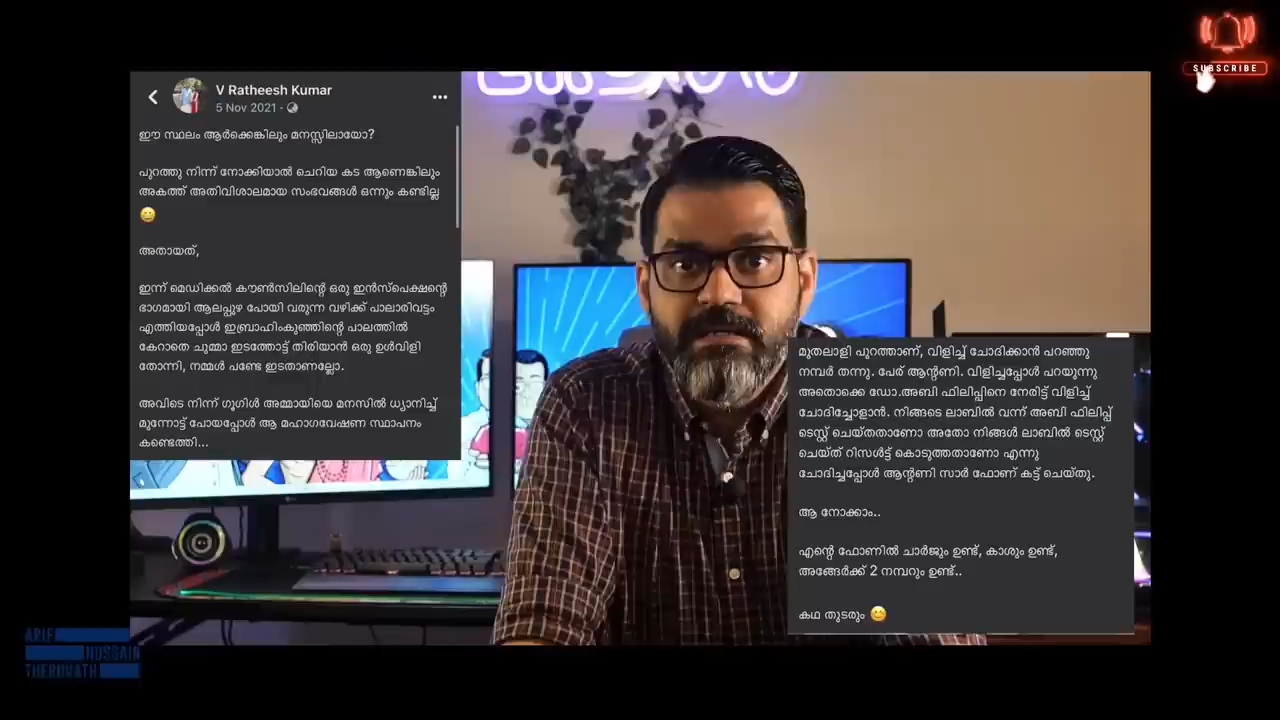 V Ratheesh Kumar
5 Nov 2021 -
ഈ സ്ഥലം ആർക്കെങ്കിലും മനസ്സിലായോ?
പുറത്തു നിന്ന് നോക്കിയാൽ ചെറിയ കട ആണെങ്കിലും
അകത്ത് അതിവിശാലമായ സംഭവങ്ങൾ ഒന്നും കണ്ടില്ല
😀
അതായത്,
ഇന്ന് മെഡിക്കൽ കൗൺസിലിന്റെ ഒരു ഇൻസ്പെക്ഷന്റെ
ഭാഗമായി ആലപ്പുഴ പോയി വരുന്ന വഴിക്ക് പാലാരിവട്ടം
എത്തിയപ്പോൾ ഇബ്രാഹിംകുഞ്ഞിന്റെ പാലത്തിൽ
കേറാതെ ചുമ്മാ ഇടത്തോട്ട് തിരിയാൻ ഒരു ഉൾവിളി
തോന്നി, നമ്മൾ പണ്ടേ ഇടതാണല്ലോ.
അവിടെ നിന്ന് ഗൂഗിൾ അമ്മായിയെ മനസിൽ ധ്യാനിച്ച്
മുന്നോട്ട് പോയപ്പോൾ ആ മഹാഗവേഷണ സ്ഥാപനം
കണ്ടെത്തി...
മുതലാളി പുറത്താണ്, വിളിച്ച് ചോദിക്കാൻ പറഞ്ഞു
നമ്പർ തന്നു. പേര് ആന്റണി. വിളിച്ചപ്പോൾ പറയുന്നു
അതൊക്കെ ഡോ.അബി ഫിലിപ്പിനെ നേരിട്ട് വിളിച്ച്
ചോദിച്ചോളാൻ. നിങ്ങടെ ലാബിൽ വന്ന് അബി ഫിലിപ്പ്
ടെസ്റ്റ് ചെയ്തതാണോ അതോ നിങ്ങൾ ലാബിൽ ടെസ്റ്റ്
ചെയ്ത് റിസൾട്ട് കൊടുത്തതാണോ എന്നു
ചോദിച്ചപ്പോൾ ആന്റണി സാർ ഫോണ് കട്ട് ചെയ്തു.
ആ നോക്കാം..
എന്റെ ഫോണിൽ ചാർജും ഉണ്ട്, കാശും ഉണ്ട്,
അങ്ങേർക്ക് 2 നമ്പറും ഉണ്ട്..
കഥ തുടരും 😊
SUBSCRIBE
ARIF
HUSSAIN
THERUVATH